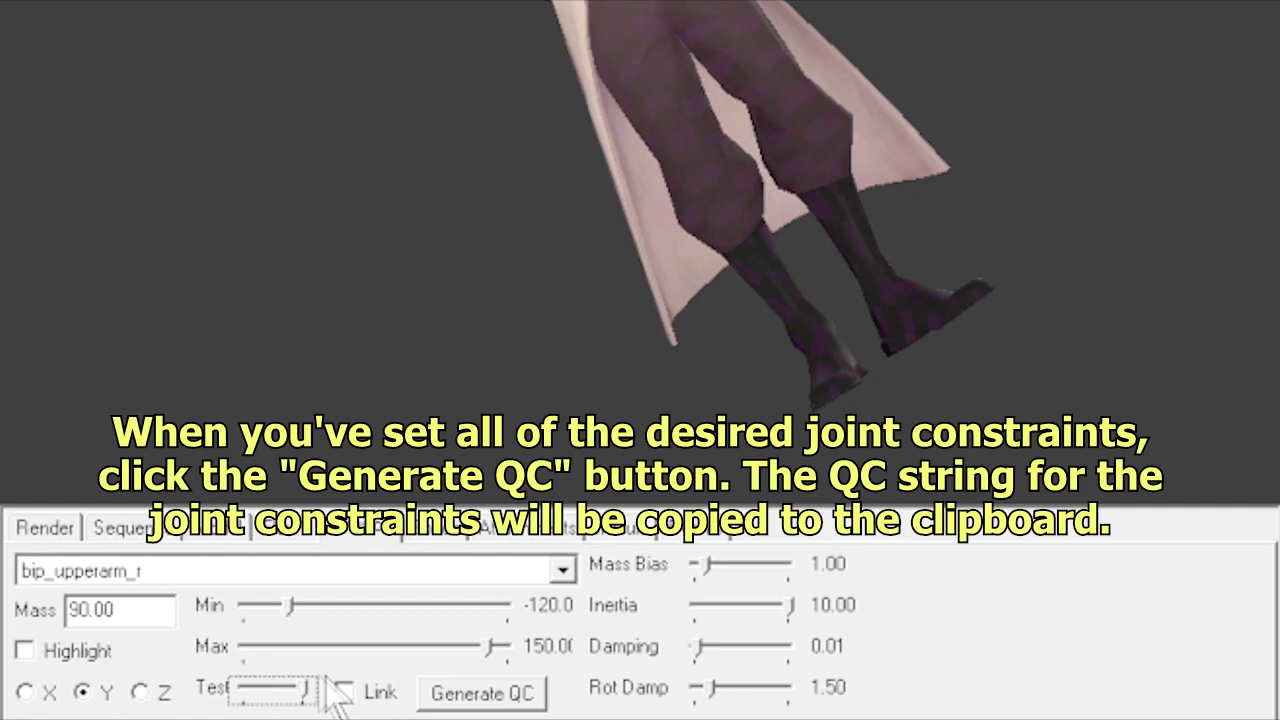 When you've set all of the desired joint constraints,
click the "Generate QC" button. The QC string for the
joint constraints will be copied to the clipboard.
Render
bip_upperarm_r
Mass Bias 1.00
Mass 90.00
Min -120.0
Inertia 10.00
Highlight
Max 150.0
Damping 0.01
X Y Z
Test
Link
Generate QC
Rot Damp 1.50